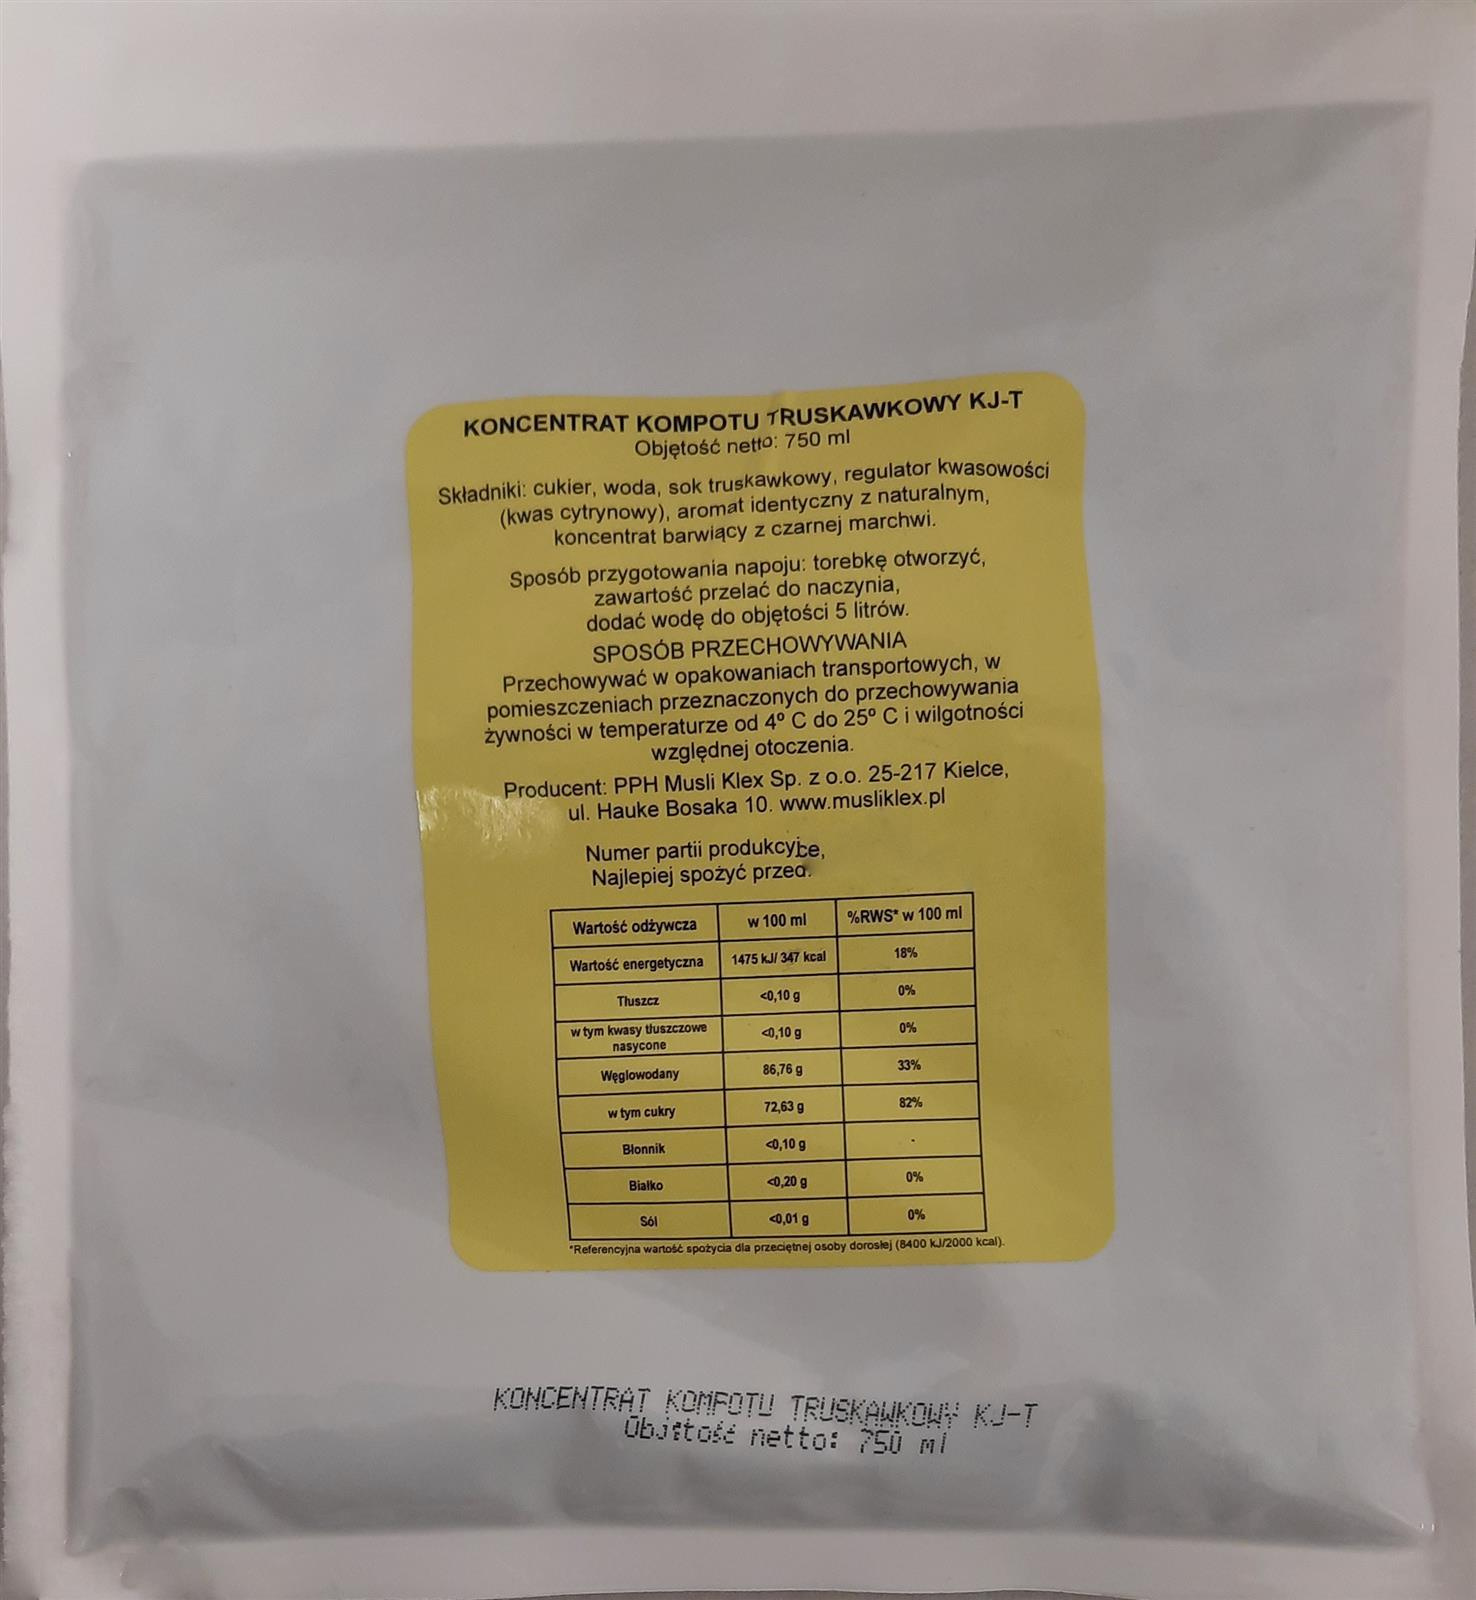 KONCENTRAT KOMPOTU TRUSKAWKOWY KJ-T
Objętość netto: 750 ml
Składniki: cukier, woda, sok truskawkowy, regulator kwasowości
(kwas cytrynowy), aromat identyczny z naturalnym,
koncentrat barwiący z czarnej marchwi.
Sposób przygotowania napoju: torebkę otworzyć,
zawartość przelać do naczynia,
dodać wodę do objętości 5 litrów.
SPOSÓB PRZECHOWYWANIA
Przechowywać w opakowaniach transportowych, w
pomieszczeniach przeznaczonych do przechowywania
żywności w temperaturze od 4º C do 25º C i wilgotności
względnej otoczenia.
Producent: PPH Musli Klex Sp. z o.o. 25-217 Kielce,
ul. Hauke Bosaka 10. www.musliklex.pl
Numer partii
Najlepiej spożyć
Wartość odżywcza w 100 ml %RWS* w 100 ml
Wartość energetyczna 1475 kJ/ 347 kcal 18%
Tłuszcz <0,10 g 0%
w tym kwasy tłuszczowe nasycone <0,10 g 0%
Węglowodany 86,76 g 33%
w tym cukry 72,63 g 82%
Błonnik <0,10 g -
Białko <0,20 g 0%
Sól <0,01 g 0%
*Referencyjna wartość spożycia dla przeciętnej osoby dorosłej (8400 kJ/2000 kcal).
KONCENTRAT KOMPOTU TRUSKAWKOWY KJ-T
Objętość netto: 750 ml